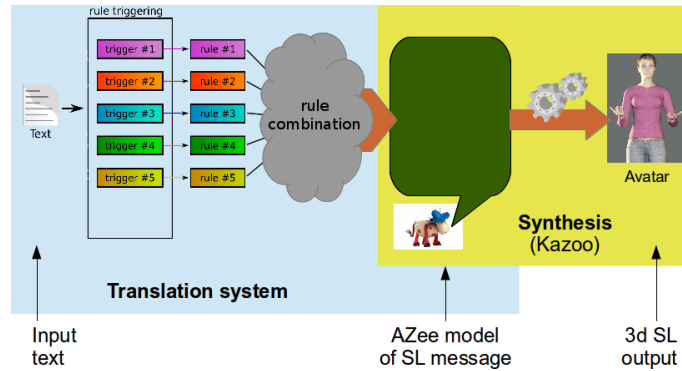 rule triggering
trigger #1
rule #1
trigger #2
rule #2
trigger #3
rule #3
trigger #4
rule #4
trigger #5
rule #5
Text
rule
combination
Avatar
Synthesis
(Kazoo)
Translation system
Input
text
AZee model
of SL message
3d SL
output